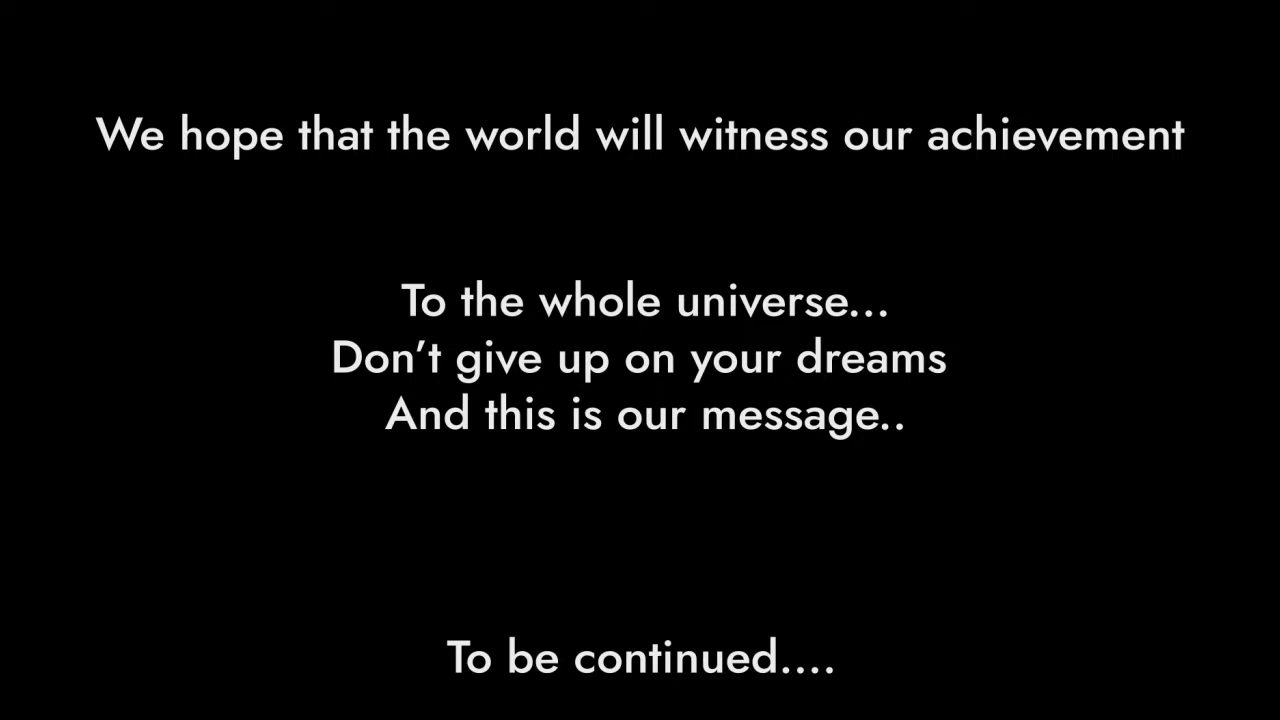 We hope that the world will witness our achievement
To the whole universe...
Don’t give up on your dreams
And this is our message..
To be continued....